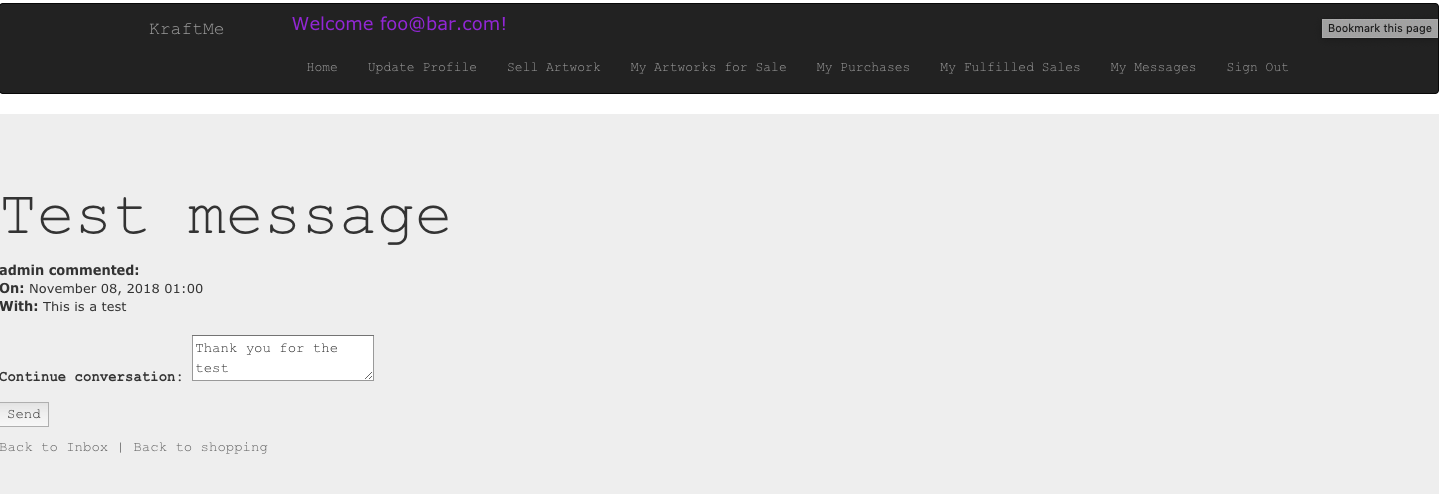 KraftMe
Welcome foo@bar.com!
Bookmark this page
Home Update Profile Sell Artwork My Artworks for Sale My Purchases My Fulfilled Sales My Messages Sign Out
Test message
admin commented:
On: November 08, 2018 01:00
With: This is a test
Thank you for the
test
Continue conversation:
Send
Back to Inbox | Back to shopping